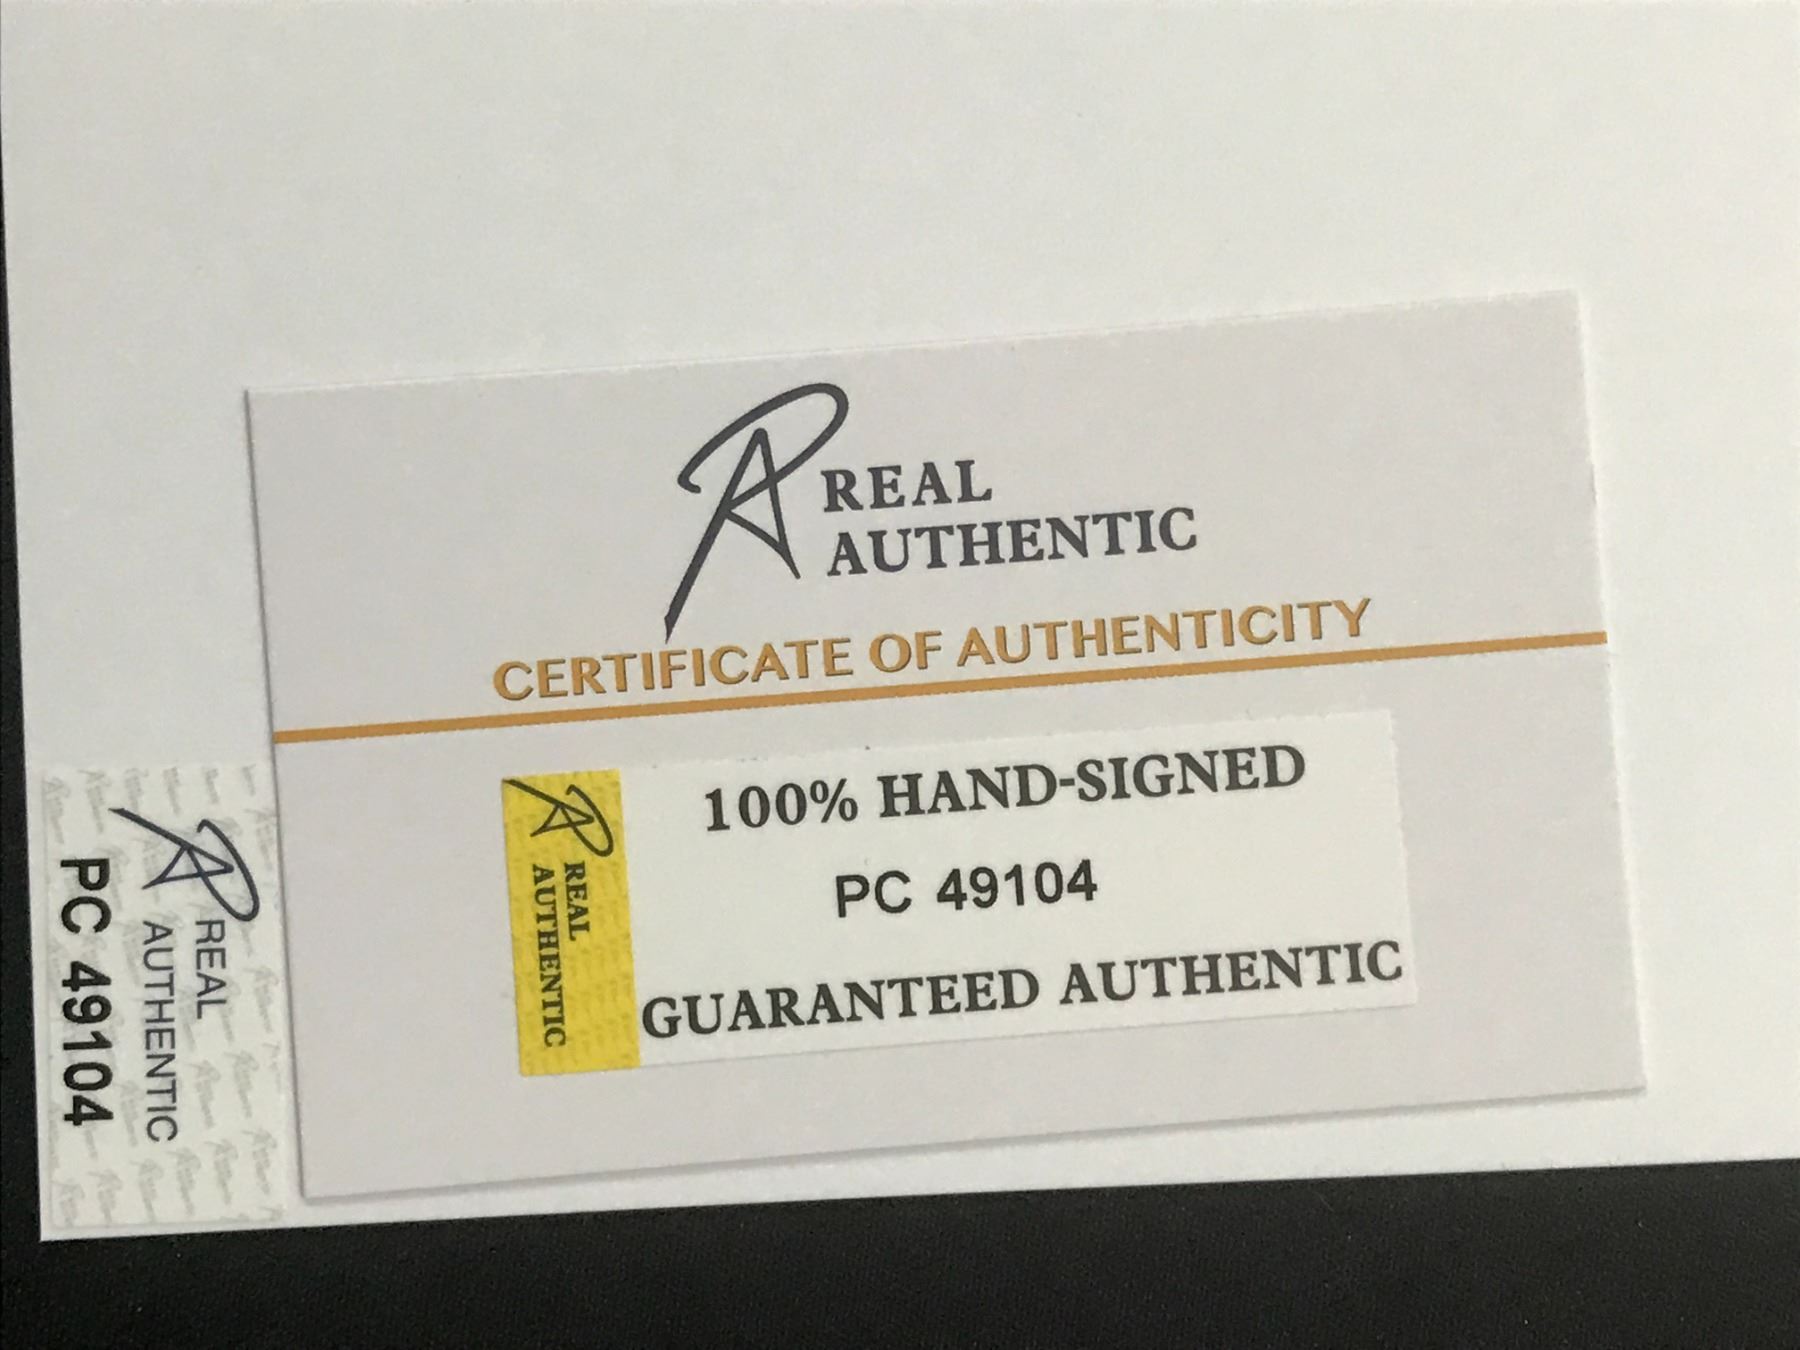 REAL
AUTHENTIC
CERTIFICATE OF AUTHENTICITY
REAL
AUTHENTIC
100% HAND-SIGNED
PC 49104
GUARANTEED AUTHENTIC
REAL
AUTHENTIC
PC 49104